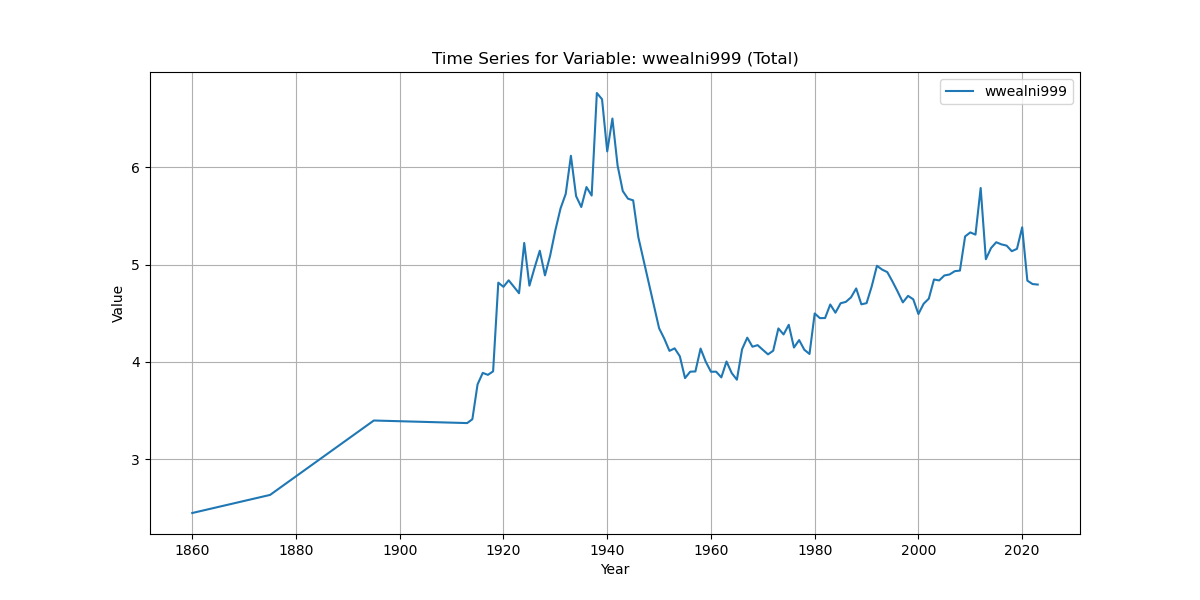 Time Series for Variable: wwealni999 (Total)
wwealni999
Value
6
5
4
3
1860 1880 1900 1920 1940 1960 1980 2000 2020
Year